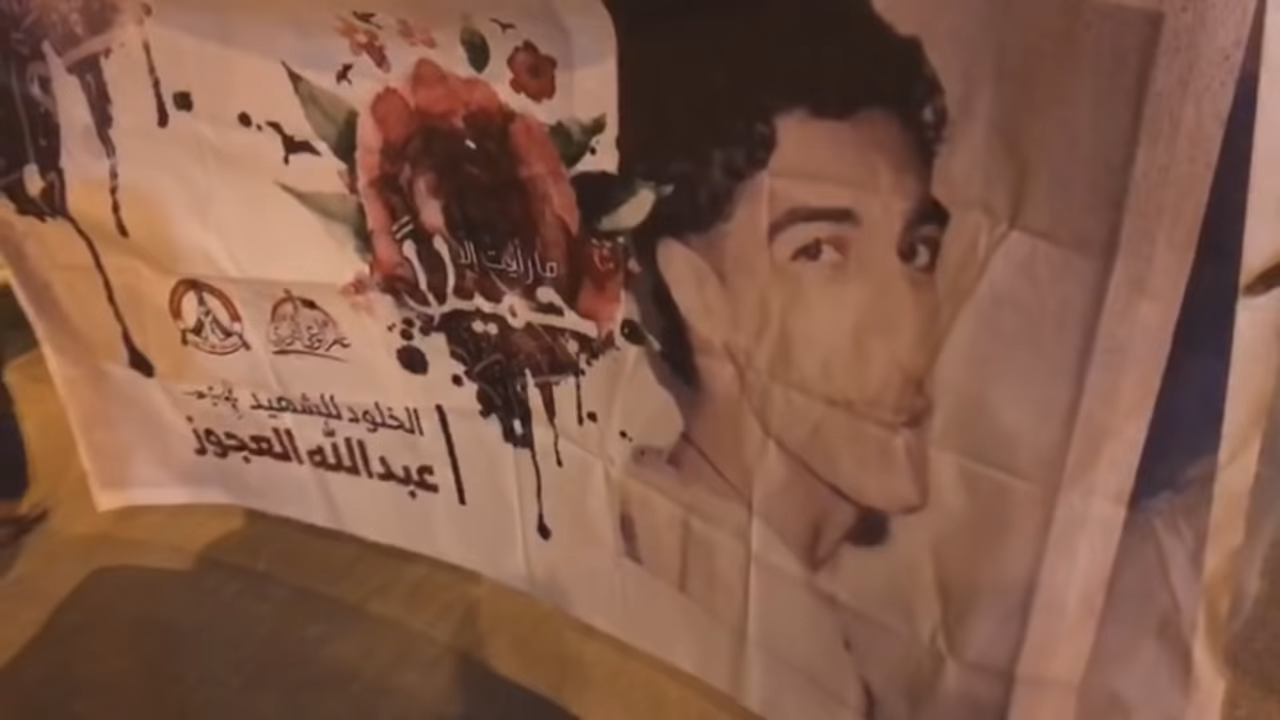 ما رأيت إلا
جميلا
الخلود للشهيد
عبدالله العجوز